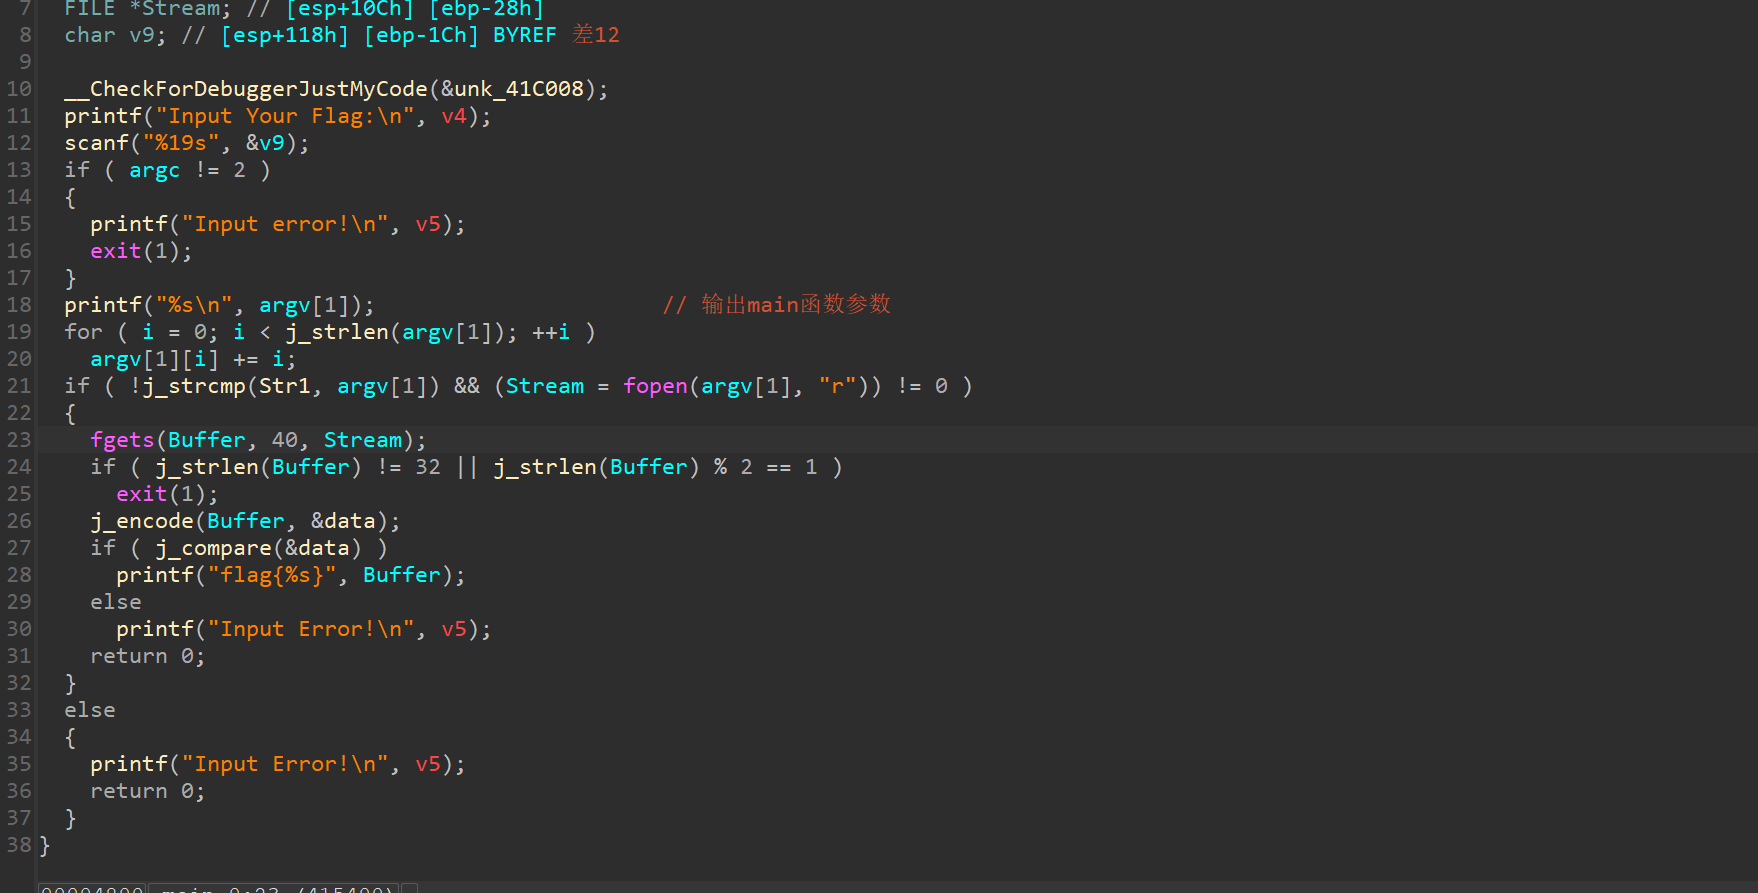 7 FILE *Stream; // [esp+10Ch] [ebp-28h]
8 char v9; // [esp+118h] [ebp-1Ch] BYREF 差12
9
10 __CheckForDebuggerJustMyCode(&unk_41C008);
11 printf("Input Your Flag:\n", v4);
12 scanf("%19s", &v9);
13 if ( argc != 2 )
14 {
15 printf("Input error!\n", v5);
16 exit(1);
17 }
18 printf("%s\n", argv[1]); // 输出main函数参数
19 for ( i = 0; i < j_strlen(argv[1]); ++i )
20 argv[1][i] += i;
21 if ( !j_strcmp(Str1, argv[1]) && (Stream = fopen(argv[1], "r")) != 0 )
22 {
23 fgets(Buffer, 40, Stream);
24 if ( j_strlen(Buffer) != 32 || j_strlen(Buffer) % 2 == 1 )
25 exit(1);
26 j_encode(Buffer, &data);
27 if ( j_compare(&data) )
28 printf("flag{%s}", Buffer);
29 else
30 printf("Input Error!\n", v5);
31 return 0;
32 }
33 else
34 {
35 printf("Input Error!\n", v5);
36 return 0;
37 }
38 }